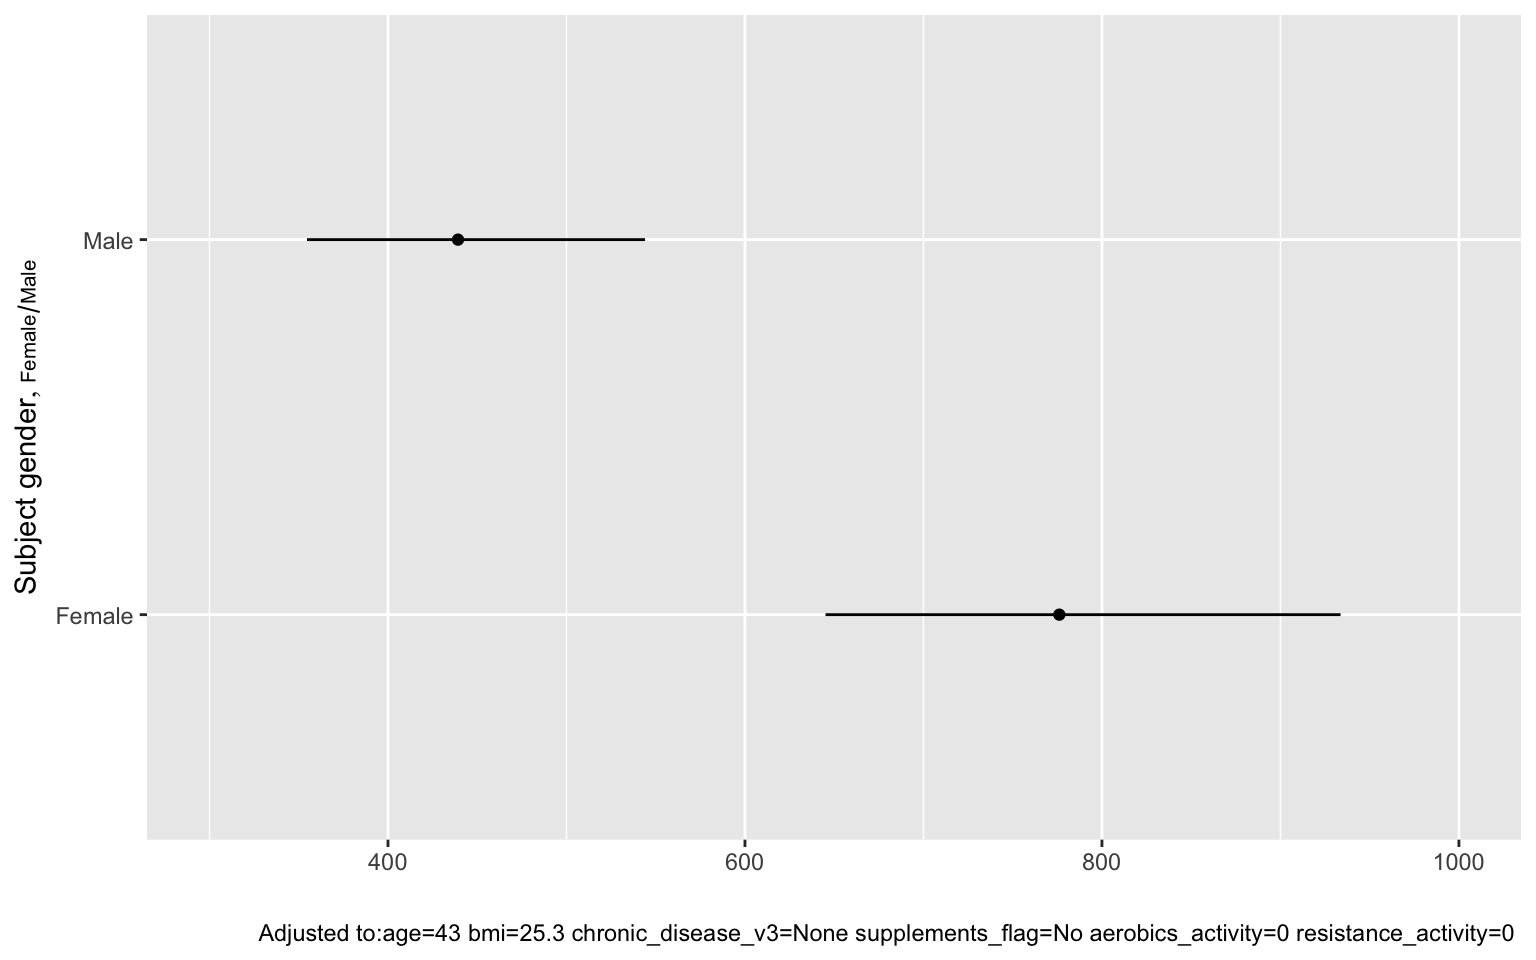 Male
Female
Subject gender, Female/Male
400 600 800 1000
Adjusted to:age=43 bmi=25.3 chronic_disease_v3=None supplements_flag=No aerobics_activity=0 resistance_activity=0